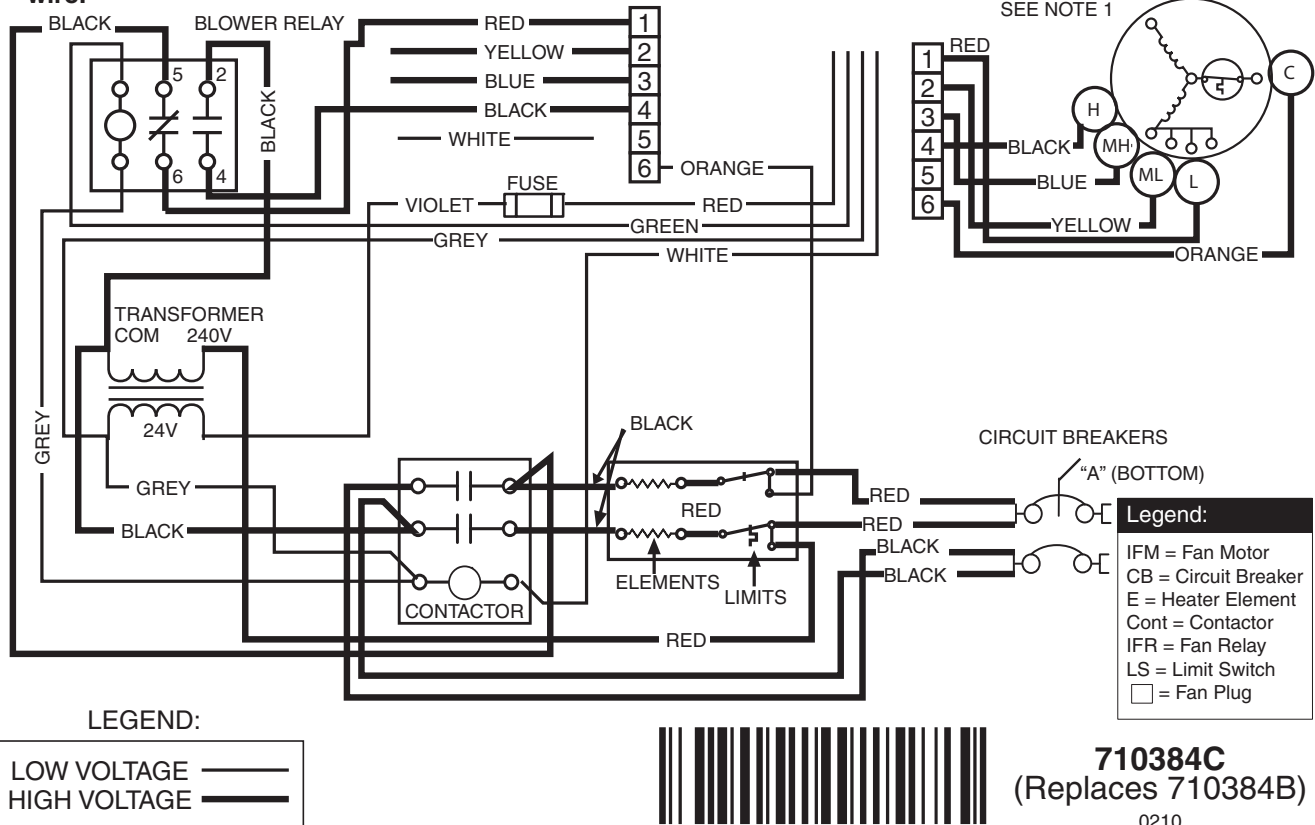 wire.
BLACK
BLOWER RELAY
RED
1
YELLOW
2
BLUE
3
BLACK
4
WHITE
5
6
ORANGE
5
2
6
4
BLACK
FUSE
VIOLET
RED
GREEN
GREY
WHITE
SEE NOTE 1
RED
1
2
3
4
5
6
BLACK
BLUE
YELLOW
ORANGE
C
H
MH
ML
L
TRANSFORMER
COM 240V
24V
GREY
GREY
BLACK
CONTACTOR
BLACK
RED
ELEMENTS
LIMITS
RED
RED
RED
BLACK
BLACK
CIRCUIT BREAKERS
“A” (BOTTOM)
Legend:
IFM = Fan Motor
CB = Circuit Breaker
E = Heater Element
Cont = Contactor
IFR = Fan Relay
LS = Limit Switch
= Fan Plug
LEGEND:
LOW VOLTAGE
HIGH VOLTAGE
710384C
(Replaces 710384B)
0210